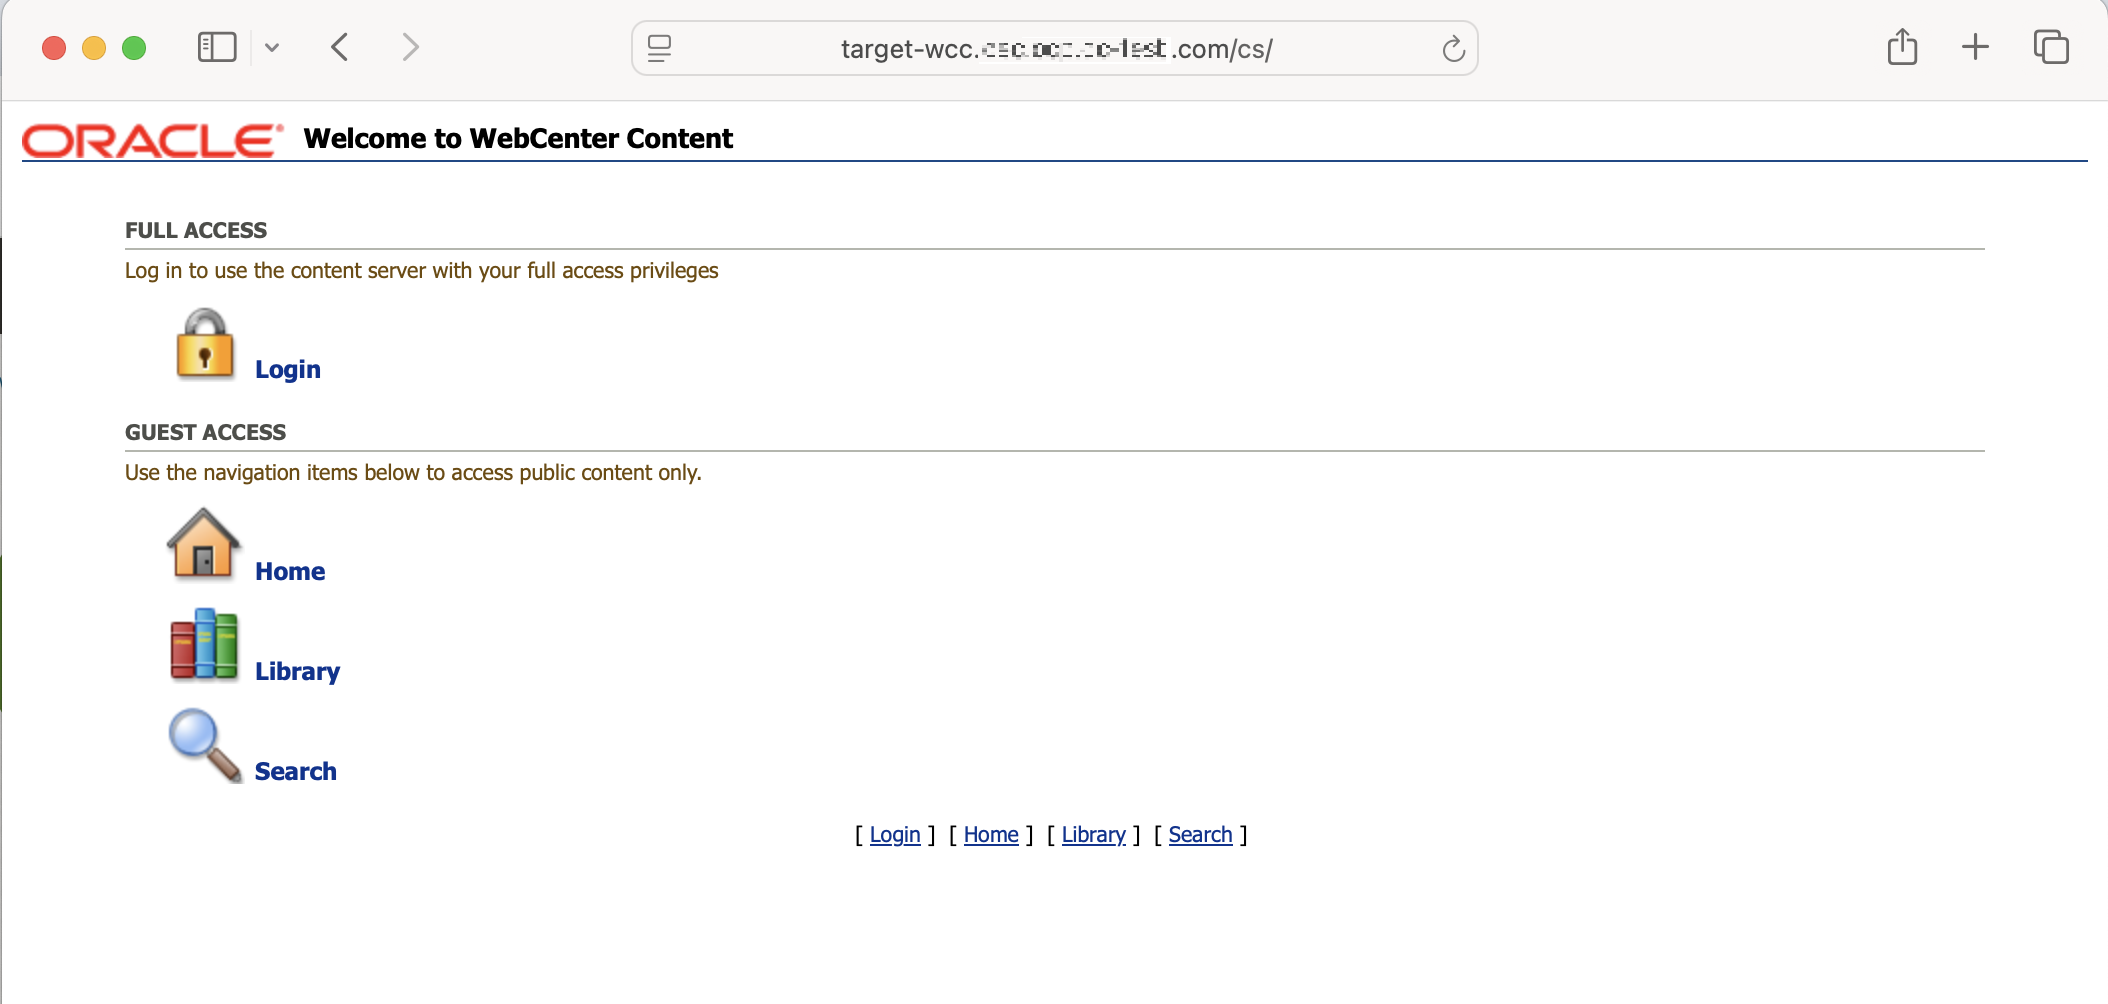 target-wcc. .com/cs/
ORACLE Welcome to WebCenter Content
FULL ACCESS
Log in to use the content server with your full access privileges
Login
GUEST ACCESS
Use the navigation items below to access public content only.
Home
Library
Search
[ Login ] [ Home ] [ Library ] [ Search ]